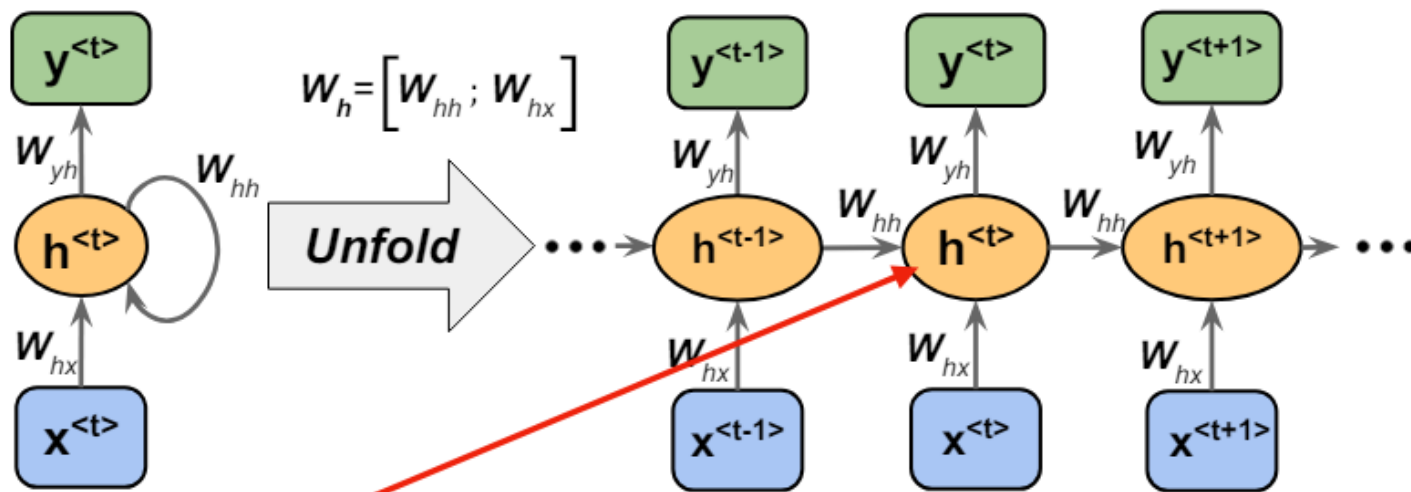 y<t>
W_yh
W_hh
h<t>
W_hx
x<t>
W_h = [W_hh ; W_hx]
Unfold
y<t-1> y<t> y<t+1>
W_yh W_yh W_yh
••• h<t-1> W_hh h<t> W_hh h<t+1> •••
W_hx W_hx W_hx
x<t-1> x<t> x<t+1>